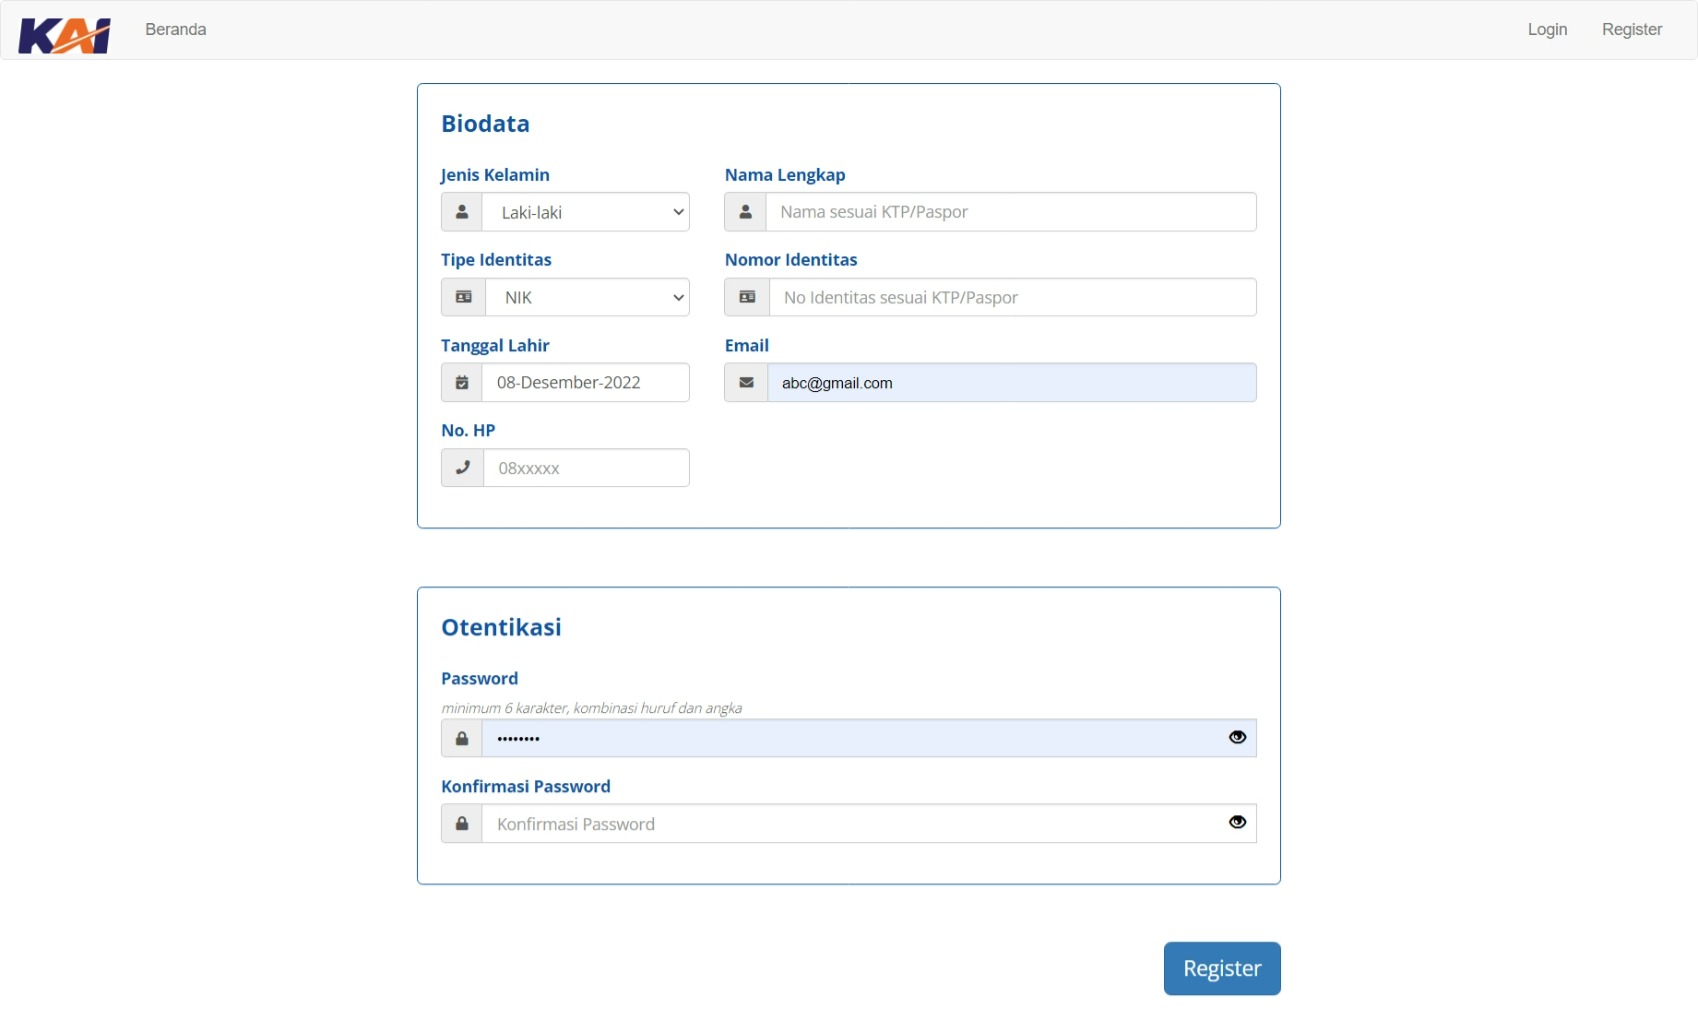 KAI Beranda Login Register
Biodata
Jenis Kelamin Nama Lengkap
Laki-laki Nama sesuai KTP/Paspor
Tipe Identitas Nomor Identitas
NIK No Identitas sesuai KTP/Paspor
Tanggal Lahir Email
08-Desember-2022 abc@gmail.com
No. HP
08xxxxx
Otentikasi
Password
minimum 6 karakter, kombinasi huruf dan angka
••••••••
Konfirmasi Password
Konfirmasi Password
Register